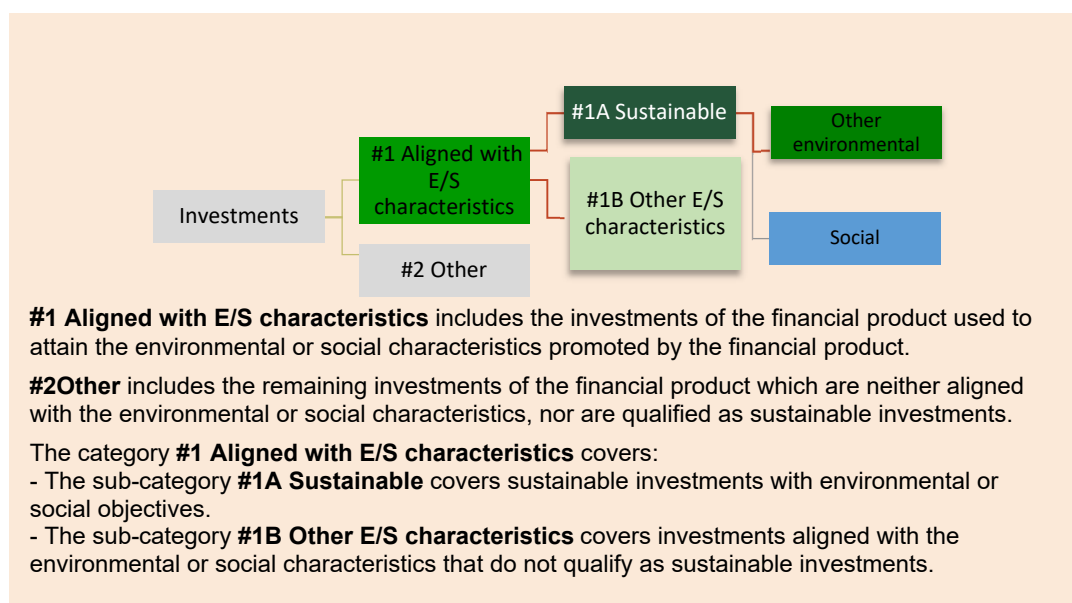 #1A Sustainable
Other
environmental
#1 Aligned with
E/S
characteristics
#1B Other E/S
characteristics
Investments
Social
#2 Other
#1 Aligned with E/S characteristics includes the investments of the financial product used to
attain the environmental or social characteristics promoted by the financial product.
#2Other includes the remaining investments of the financial product which are neither aligned
with the environmental or social characteristics, nor are qualified as sustainable investments.
The category #1 Aligned with E/S characteristics covers:
- The sub-category #1A Sustainable covers sustainable investments with environmental or
social objectives.
- The sub-category #1B Other E/S characteristics covers investments aligned with the
environmental or social characteristics that do not qualify as sustainable investments.